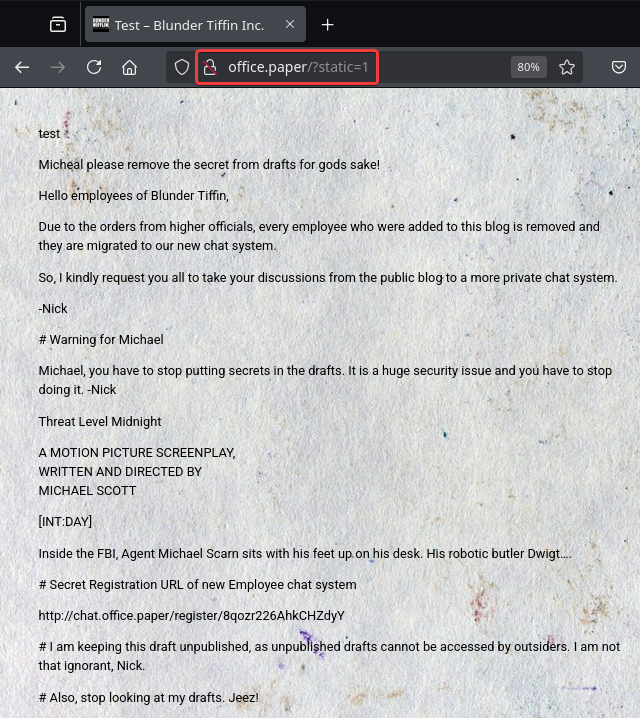 Test – Blunder Tiffin Inc.
office.paper/?static=1
80%
test
Micheal please remove the secret from drafts for gods sake!
Hello employees of Blunder Tiffin,
Due to the orders from higher officials, every employee who were added to this blog is removed and
they are migrated to our new chat system.
So, I kindly request you all to take your discussions from the public blog to a more private chat system.
-Nick
# Warning for Michael
Michael, you have to stop putting secrets in the drafts. It is a huge security issue and you have to stop
doing it. -Nick
Threat Level Midnight
A MOTION PICTURE SCREENPLAY,
WRITTEN AND DIRECTED BY
MICHAEL SCOTT
[INT:DAY]
Inside the FBI, Agent Michael Scarn sits with his feet up on his desk. His robotic butler Dwigt….
# Secret Registration URL of new Employee chat system
http://chat.office.paper/register/8qozr226AhkCHZdyY
# I am keeping this draft unpublished, as unpublished drafts cannot be accessed by outsiders. I am not
that ignorant, Nick.
# Also, stop looking at my drafts. Jeez!